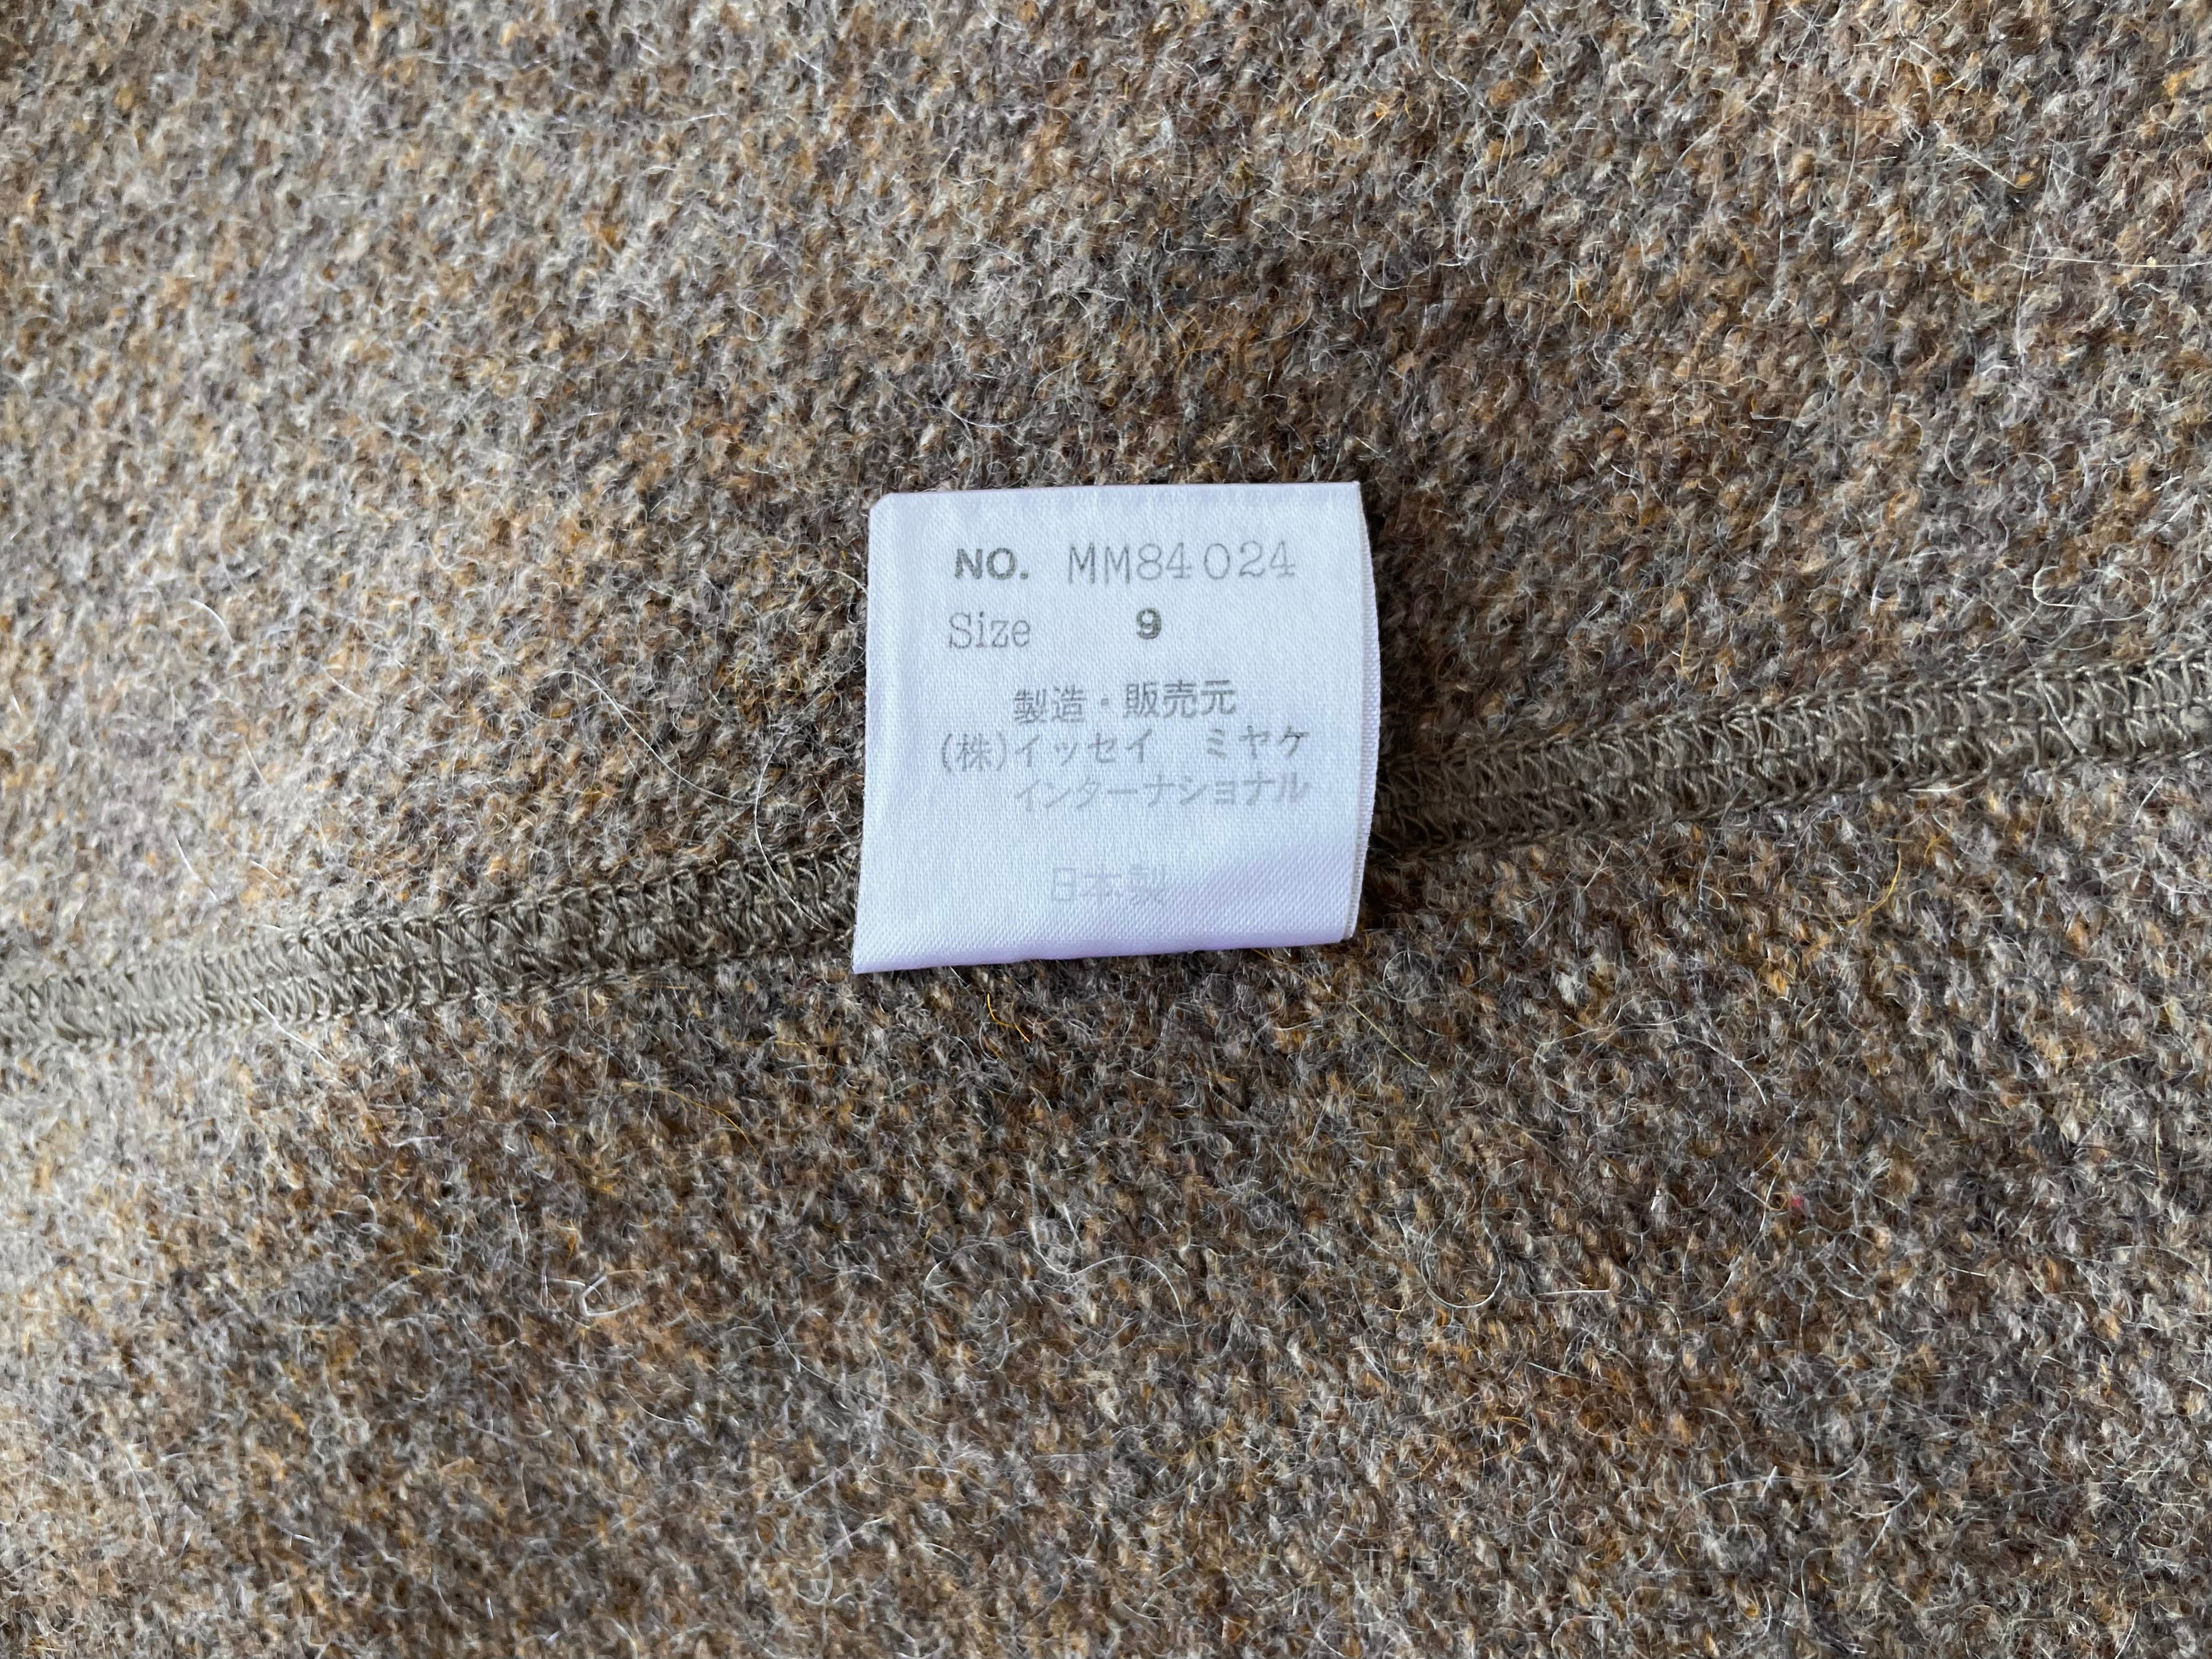 NO. MM84024
Size 9
製造・販売元
(株)イッセイ ミヤケ
インターナショナル
日本製